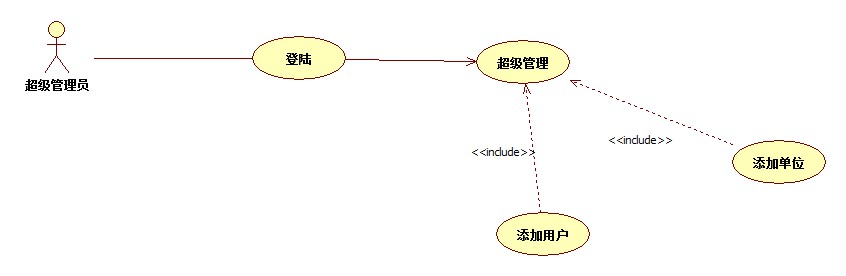 登陆
超级管理
超级管理员
<<include>>
<<include>>
添加单位
添加用户